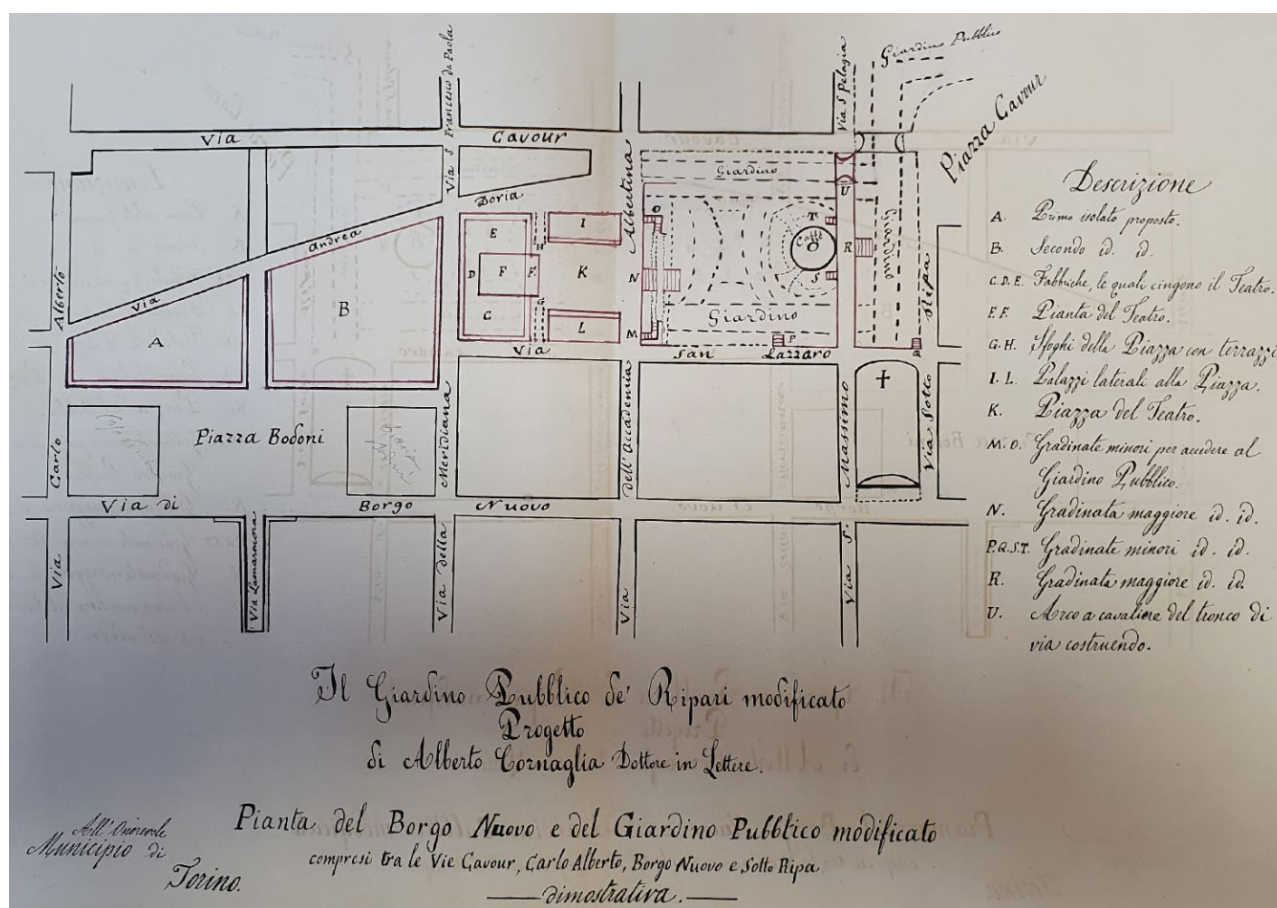 Giardino Pubblico
Piazza Cavour
Via S. Francesco da Paola
Via S. Pelagia
Via Cavour
Albertina
Giardino
Doria
Andrea
Via
Alberto
Carlo
Via
O
I
H
E
D
F
F.
K
N
G
C
L
M
T
Caffè
S
R
U
P
Giardino
Giardino
A
B
Via San Lazzaro
Ripa
Via Sotto
Massimo
Via S.
dell'Accademia
Via
Meridiana
Via della
Piazza Bodoni
Via di Borgo Nuovo
Via Lamarmora
Descrizione
A. Primo isolato proposto.
B. Secondo id. id.
C. D. E. Fabbriche, le quali cingono il Teatro.
F. F. Pianta del Teatro.
G. H. Sfoghi della Piazza con terrazzi
I. L. Palazzi laterali alla Piazza.
K. Piazza del Teatro.
M. O. Gradinate minori per accedere al
Giardino Pubblico.
N. Gradinata maggiore id. id.
P. Q. S. T. Gradinate minori id. id.
R. Gradinata maggiore id. id.
U. Arco a cavaliere del tronco di
via costruendo.
Il Giardino Pubblico de' Ripari modificato
Progetto
di Alberto Cornaglia Dottore in Lettere.
Pianta del Borgo Nuovo e del Giardino Pubblico modificato
compresi tra le Vie Cavour, Carlo Alberto, Borgo Nuovo e Sotto Ripa
dimostrativa.
All'Onorevole
Municipio di
Torino.